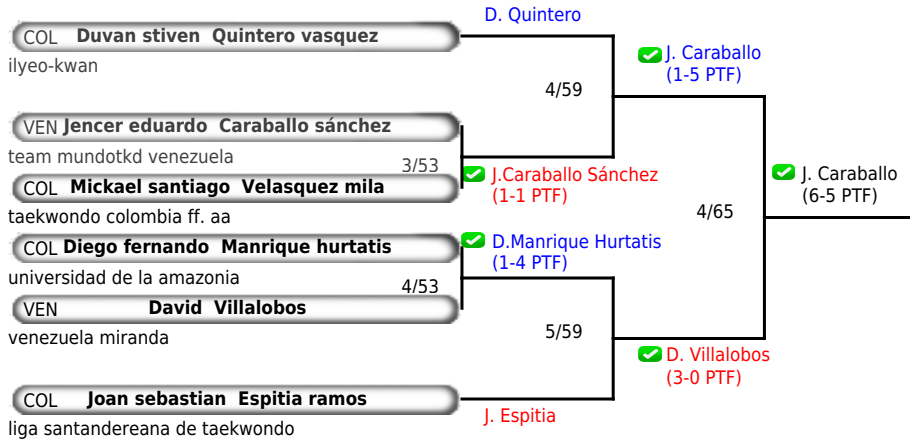 D. Quintero
COL Duvan stiven Quintero vasquez
ilyeo-kwan
J. Caraballo
(1-5 PTF)
4/59
VEN Jencer eduardo Caraballo sánchez
team mundotkd venezuela
3/53
COL Mickael santiago Velasquez mila
taekwondo colombia ff. aa
J.Caraballo Sánchez
(1-1 PTF)
J. Caraballo
(6-5 PTF)
4/65
COL Diego fernando Manrique hurtatis
universidad de la amazonia
D.Manrique Hurtatis
(1-4 PTF)
4/53
VEN David Villalobos
venezuela miranda
5/59
D. Villalobos
(3-0 PTF)
COL Joan sebastian Espitia ramos
liga santandereana de taekwondo
J. Espitia